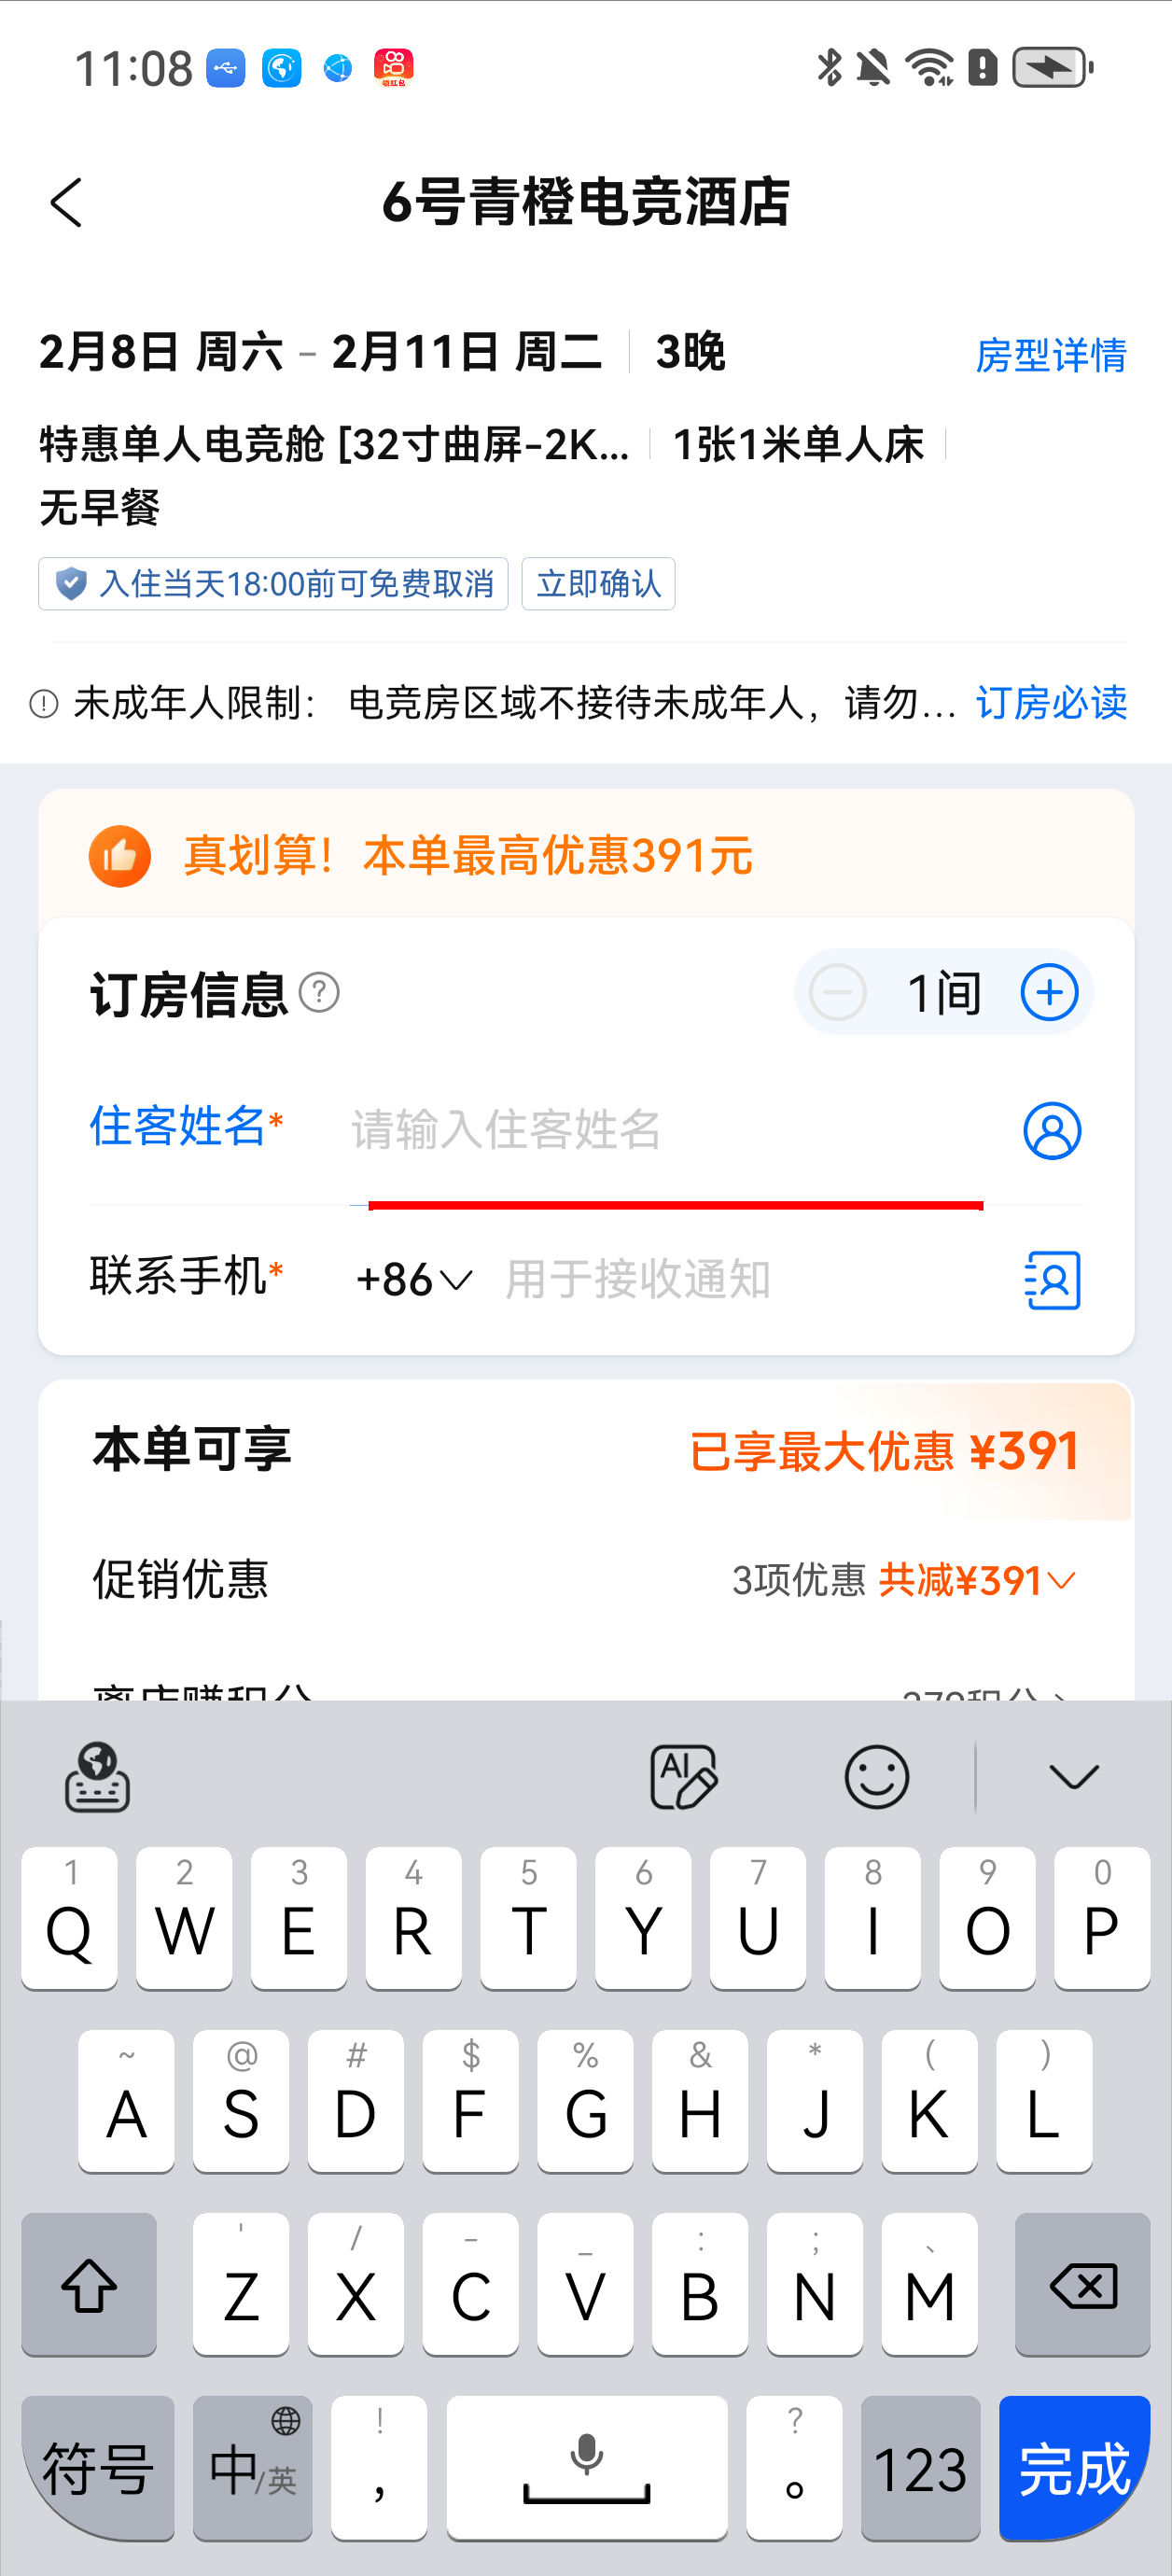 11:08
领红包
6号青橙电竞酒店
2月8日 周六 - 2月11日 周二 3晚 房型详情
特惠单人电竞舱 [32寸曲屏-2K... 1张1米单人床
无早餐
入住当天18:00前可免费取消 立即确认
未成年人限制： 电竞房区域不接待未成年人，请勿... 订房必读
真划算！本单最高优惠391元
订房信息 ? 1间
住客姓名* 请输入住客姓名
联系手机* +86 用于接收通知
本单可享 已享最大优惠 ¥391
促销优惠 3项优惠 共减¥391
AI
1 2 3 4 5 6 7 8 9 0
Q W E R T Y U I O P
~ @ # $ % & * ( )
A S D F G H J K L
' / - _ : ; 、
Z X C V B N M
! ?
符号 中/英 , 。 123 完成